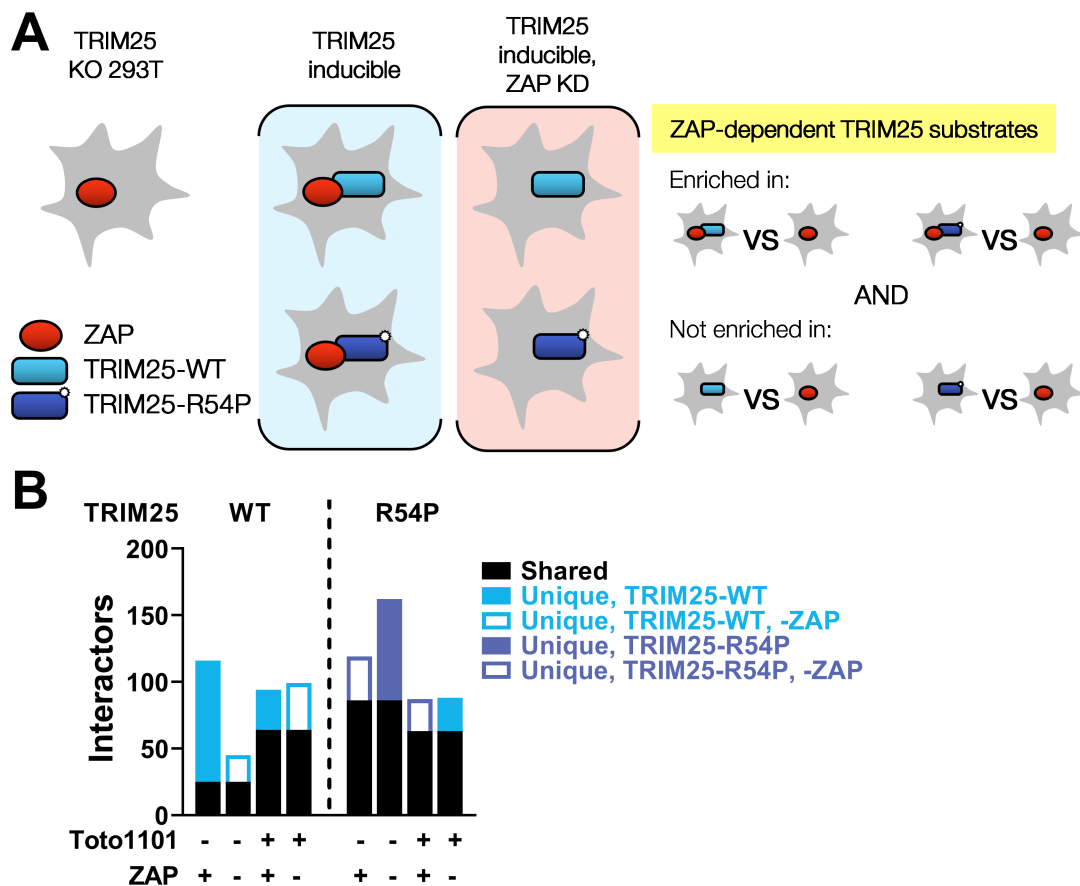 A
TRIM25
KO 293T
TRIM25
inducible
TRIM25
inducible,
ZAP KD
ZAP-dependent TRIM25 substrates
Enriched in:
VS
VS
AND
Not enriched in:
VS
VS
ZAP
TRIM25-WT
TRIM25-R54P
B
TRIM25 WT R54P
200
150
100
50
0
Interactors
Shared
Unique, TRIM25-WT
Unique, TRIM25-WT, -ZAP
Unique, TRIM25-R54P
Unique, TRIM25-R54P, -ZAP
Toto1101 - - + + - - + +
ZAP + - + - + - + -